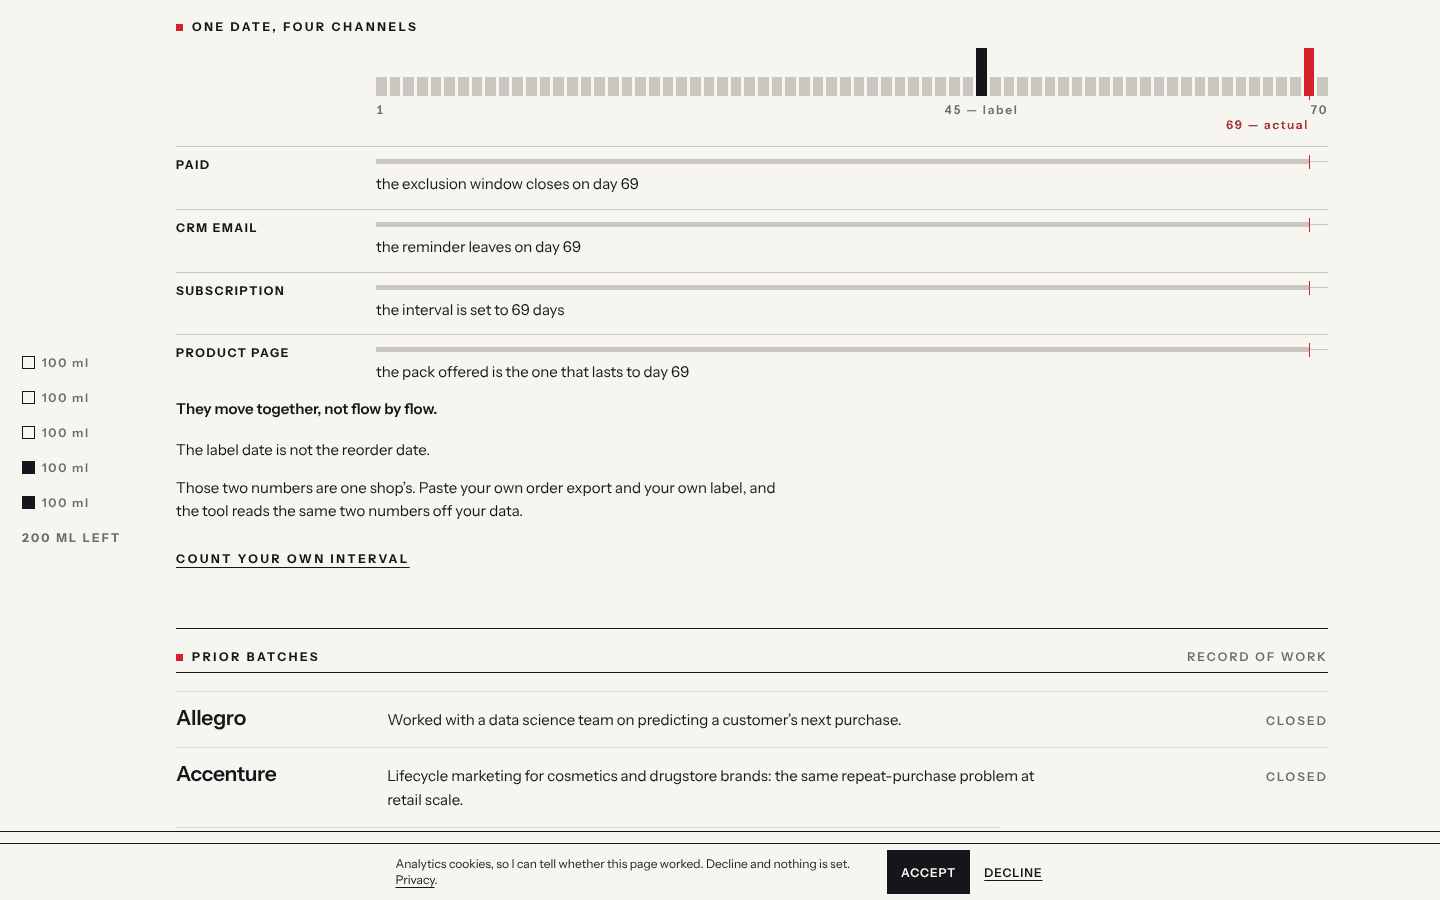 ONE DATE, FOUR CHANNELS
1
45 — label
70
69 — actual
PAID
the exclusion window closes on day 69
CRM EMAIL
the reminder leaves on day 69
SUBSCRIPTION
the interval is set to 69 days
PRODUCT PAGE
the pack offered is the one that lasts to day 69
100 ml
100 ml
100 ml
100 ml
100 ml
200 ML LEFT
They move together, not flow by flow.
The label date is not the reorder date.
Those two numbers are one shop’s. Paste your own order export and your own label, and
the tool reads the same two numbers off your data.
COUNT YOUR OWN INTERVAL
PRIOR BATCHES
RECORD OF WORK
Allegro
Worked with a data science team on predicting a customer’s next purchase.
CLOSED
Accenture
Lifecycle marketing for cosmetics and drugstore brands: the same repeat-purchase problem at
retail scale.
CLOSED
Analytics cookies, so I can tell whether this page worked. Decline and nothing is set.
Privacy.
ACCEPT
DECLINE